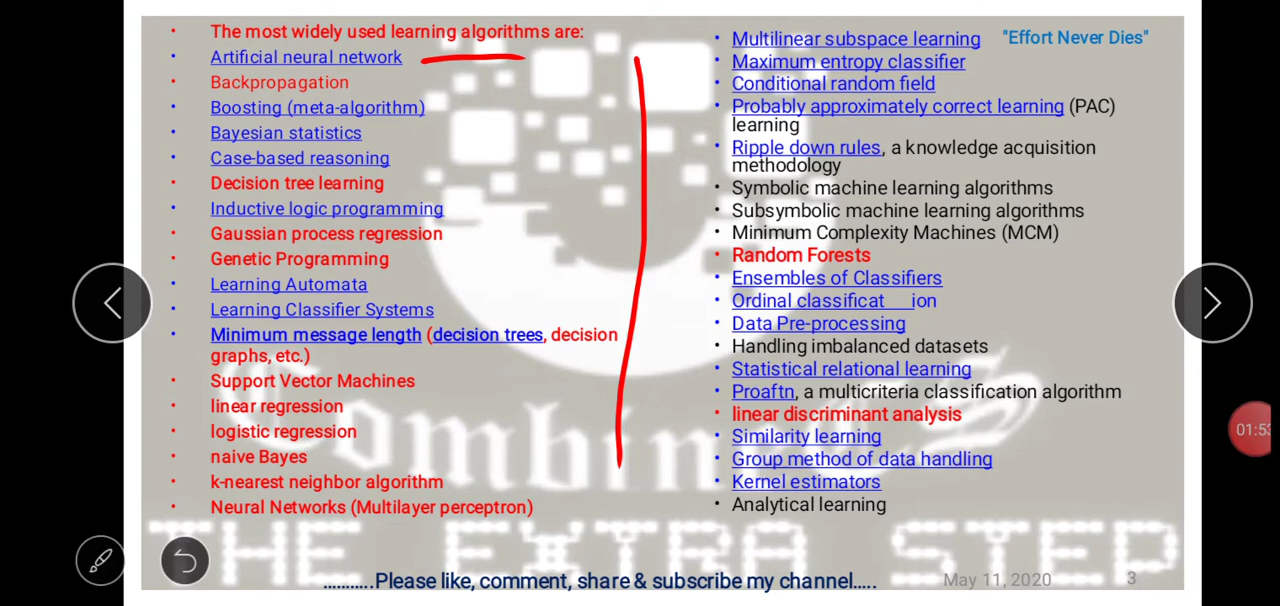 The most widely used learning algorithms are:
Artificial neural network
Backpropagation
Boosting (meta-algorithm)
Bayesian statistics
Case-based reasoning
Decision tree learning
Inductive logic programming
Gaussian process regression
Genetic Programming
Learning Automata
Learning Classifier Systems
Minimum message length (decision trees, decision
graphs, etc.)
Support Vector Machines
linear regression
logistic regression
naive Bayes
k-nearest neighbor algorithm
Neural Networks (Multilayer perceptron)
"Effort Never Dies"
Multilinear subspace learning
Maximum entropy classifier
Conditional random field
Probably approximately correct learning (PAC)
learning
Ripple down rules, a knowledge acquisition
methodology
Symbolic machine learning algorithms
Subsymbolic machine learning algorithms
Minimum Complexity Machines (MCM)
Random Forests
Ensembles of Classifiers
Ordinal classificat ion
Data Pre-processing
Handling imbalanced datasets
Statistical relational learning
Proaftn, a multicriteria classification algorithm
linear discriminant analysis
Similarity learning
Group method of data handling
Kernel estimators
Analytical learning
Combined CS
THE EXTRA STEP
...........Please like, comment, share & subscribe my channel.....
May 11, 2020
3